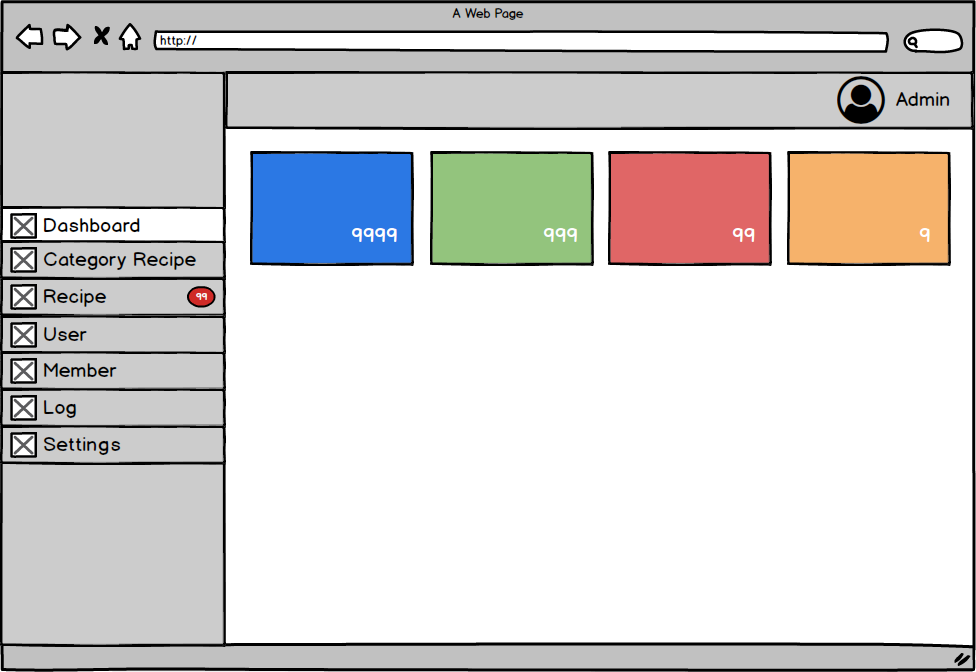 A Web Page
http://
Admin
9999
999
99
9
Dashboard
Category Recipe
Recipe 99
User
Member
Log
Settings